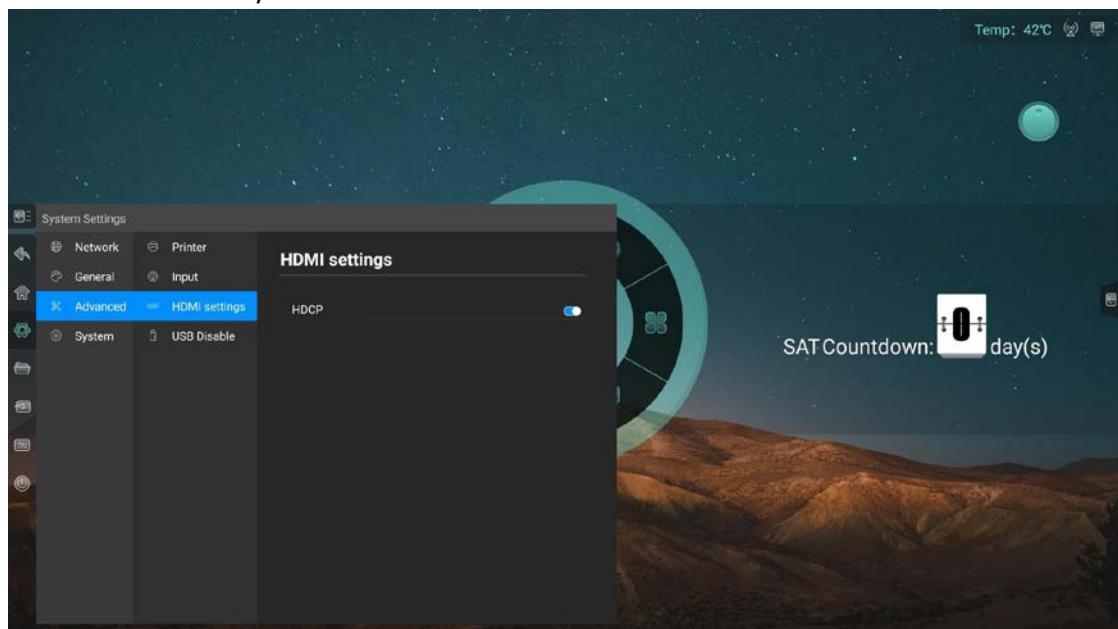 Temp: 42℃
System Settings
Network
Printer
General
Input
Advanced
HDMI settings
System
USB Disable
HDMI settings
HDCP
SAT Countdown: 0 day(s)